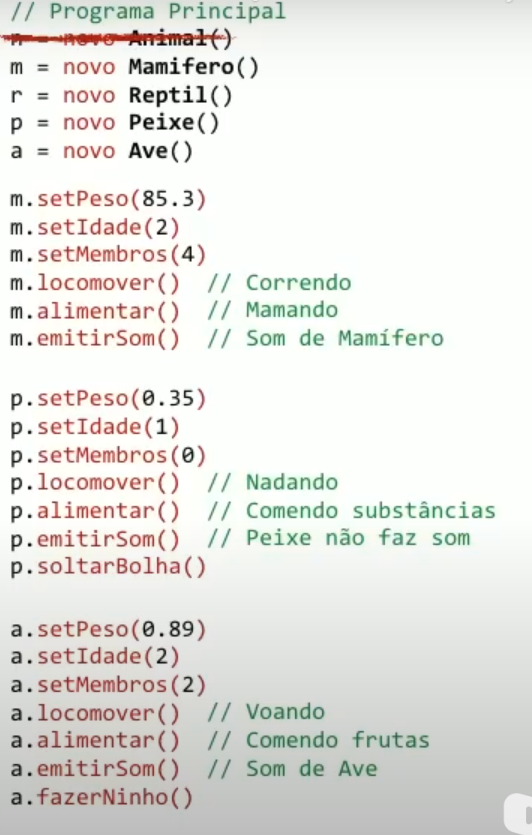 // Programa Principal
n = novo Animal()
m = novo Mamifero()
r = novo Reptil()
p = novo Peixe()
a = novo Ave()
m.setPeso(85.3)
m.setIdade(2)
m.setMembros(4)
m.locomover() // Correndo
m.alimentar() // Mamando
m.emitirSom() // Som de Mamífero
p.setPeso(0.35)
p.setIdade(1)
p.setMembros(0)
p.locomover() // Nadando
p.alimentar() // Comendo substâncias
p.emitirSom() // Peixe não faz som
p.soltarBolha()
a.setPeso(0.89)
a.setIdade(2)
a.setMembros(2)
a.locomover() // Voando
a.alimentar() // Comendo frutas
a.emitirSom() // Som de Ave
a.fazerNinho()